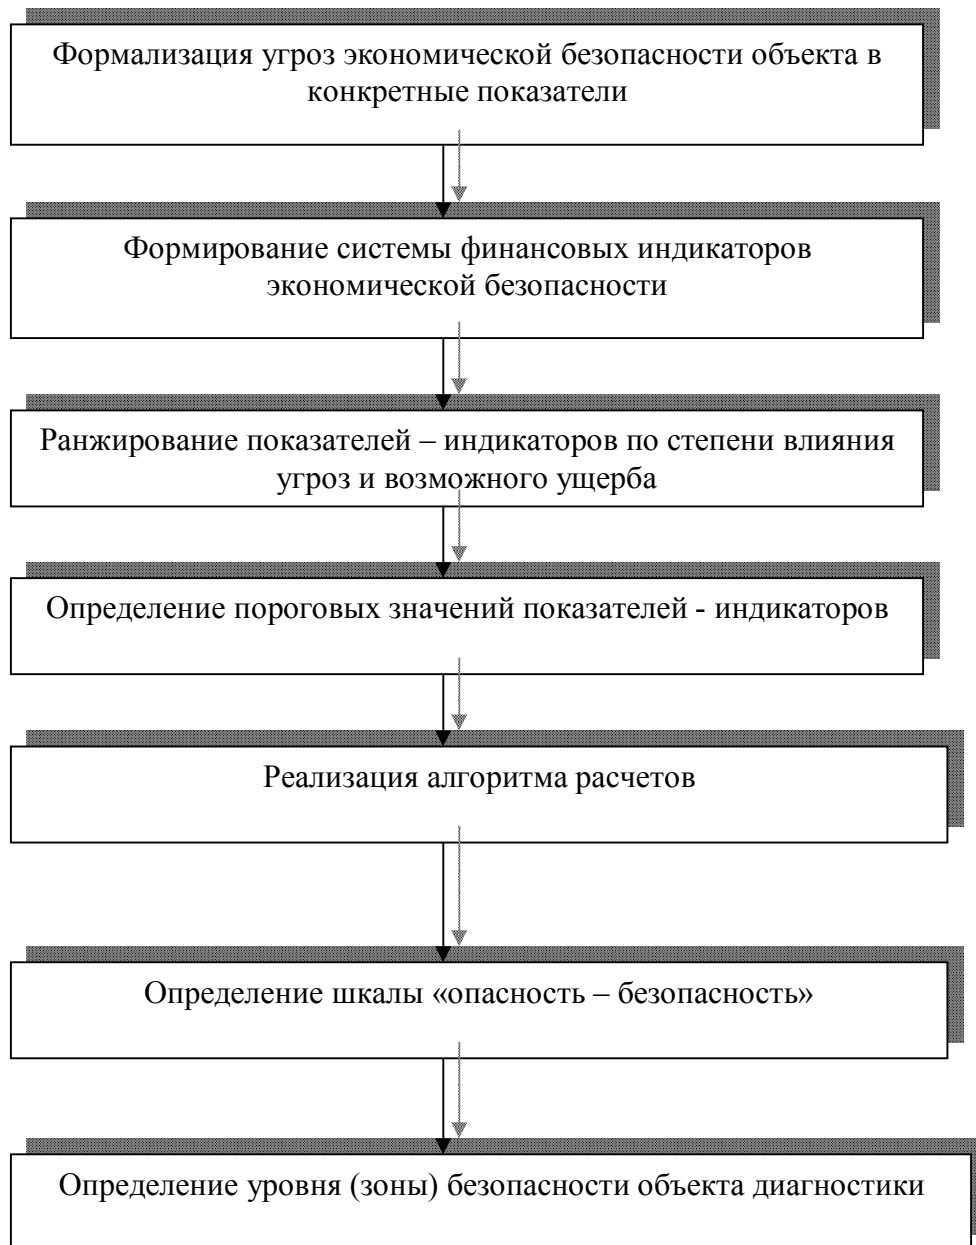 Формализация угроз экономической безопасности объекта в
конкретные показатели
Формирование системы финансовых индикаторов
экономической безопасности
Ранжирование показателей – индикаторов по степени влияния
угроз и возможного ущерба
Определение пороговых значений показателей - индикаторов
Реализация алгоритма расчетов
Определение шкалы «опасность – безопасность»
Определение уровня (зоны) безопасности объекта диагностики